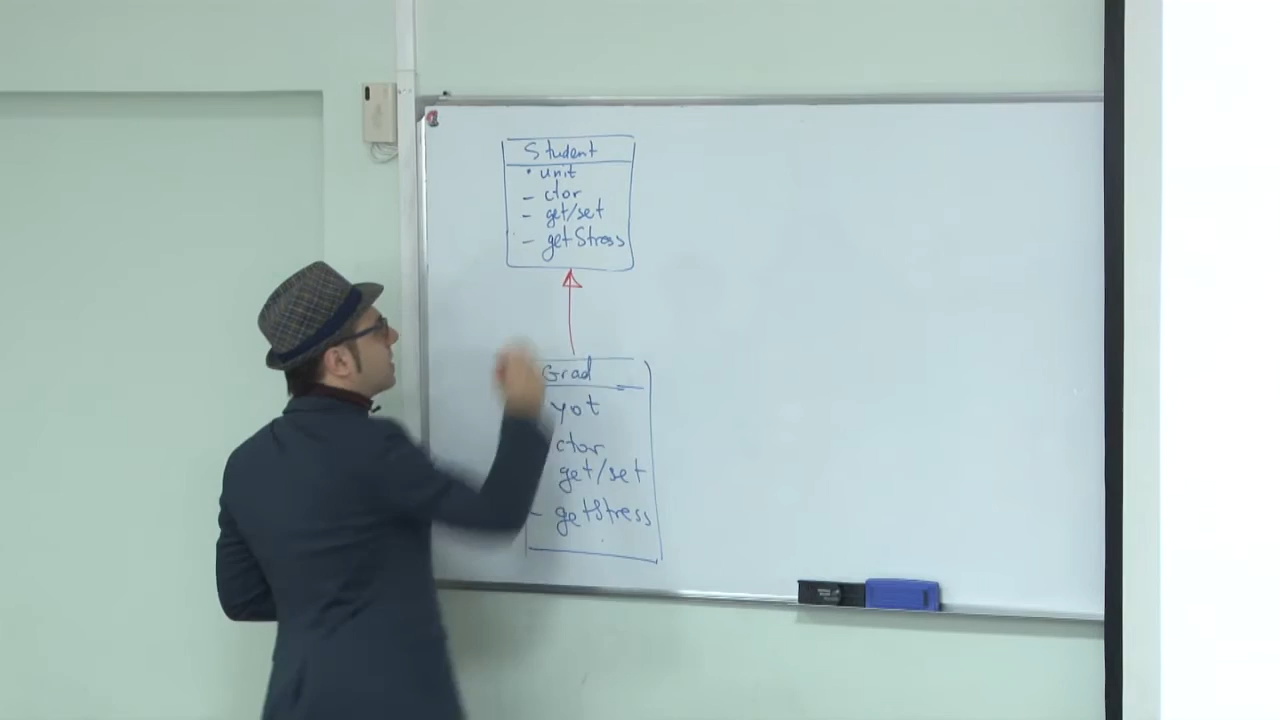 Student
• unit
- ctor
- get/set
- getStress
Grad
yot
ctor
get/set
- getStress